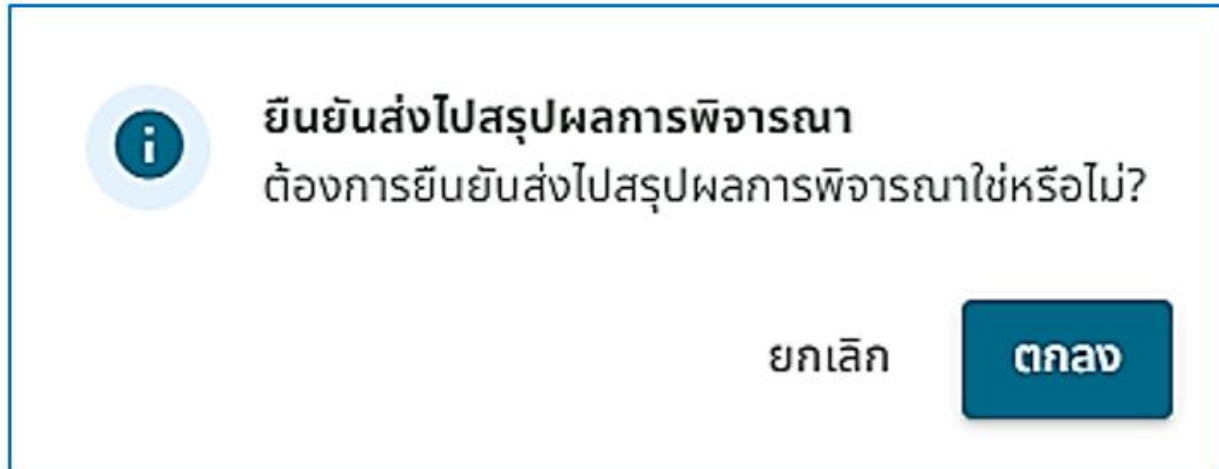 ยืนยันส่งไปสรุปผลการพิจารณา
ต้องการยืนยันส่งไปสรุปผลการพิจารณาใช่หรือไม่?
ยกเลิก ตกลง